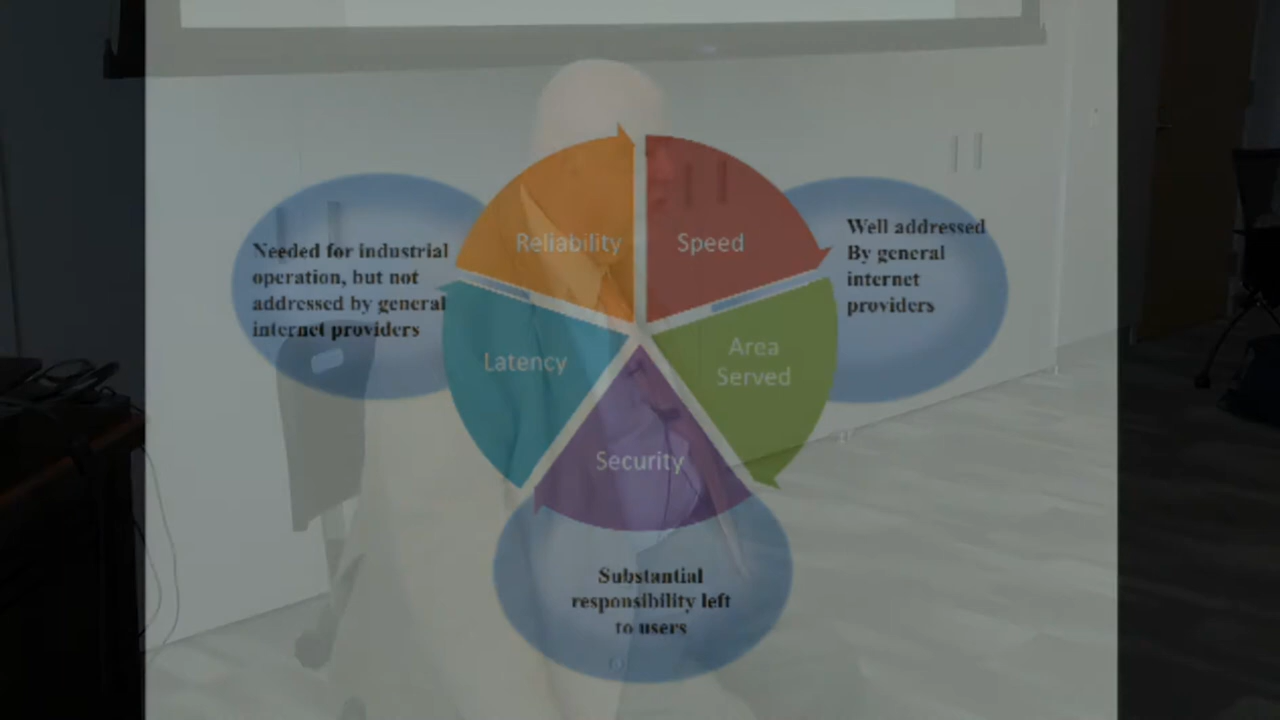 Reliability
Speed
Needed for industrial
operation, but not
addressed by general
internet providers
Well addressed
By general
internet
providers
Latency
Area
Served
Security
Substantial
responsibility left
to users